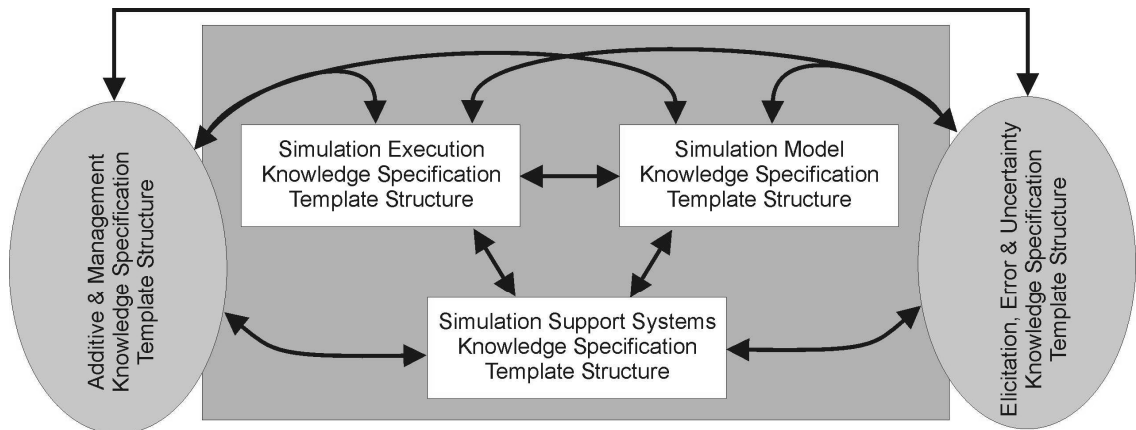 Additive & Management
Knowledge Specification
Template Structure
Simulation Execution
Knowledge Specification
Template Structure
Simulation Model
Knowledge Specification
Template Structure
Simulation Support Systems
Knowledge Specification
Template Structure
Elicitation, Error & Uncertainty
Knowledge Specification
Template Structure